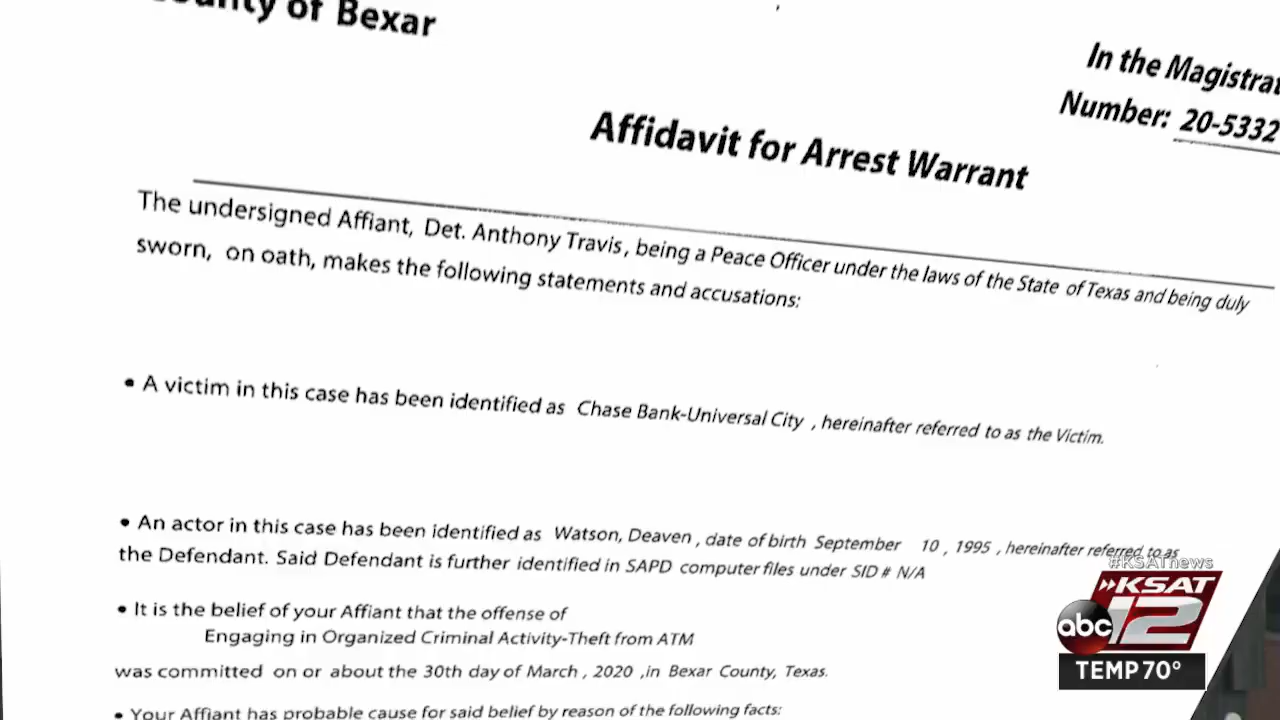 County of Bexar
In the Magistrat
Number: 20-5332
Affidavit for Arrest Warrant
The undersigned Affiant, Det. Anthony Travis, being a Peace Officer under the laws of the State of Texas and being duly
sworn, on oath, makes the following statements and accusations:
• A victim in this case has been identified as Chase Bank-Universal City , hereinafter referred to as the Victim.
• An actor in this case has been identified as Watson, Deaven , date of birth September 10 , 1995 , hereinafter referred to as
the Defendant. Said Defendant is further identified in SAPD computer files under SID # N/A
• It is the belief of your Affiant that the offense of
Engaging in Organized Criminal Activity-Theft from ATM
was committed on or about the 30th day of March , 2020 ,in Bexar County, Texas.
• Your Affiant has probable cause for said belief by reason of the following facts:
#KSATnews
KSAT
abc 12
TEMP 70°